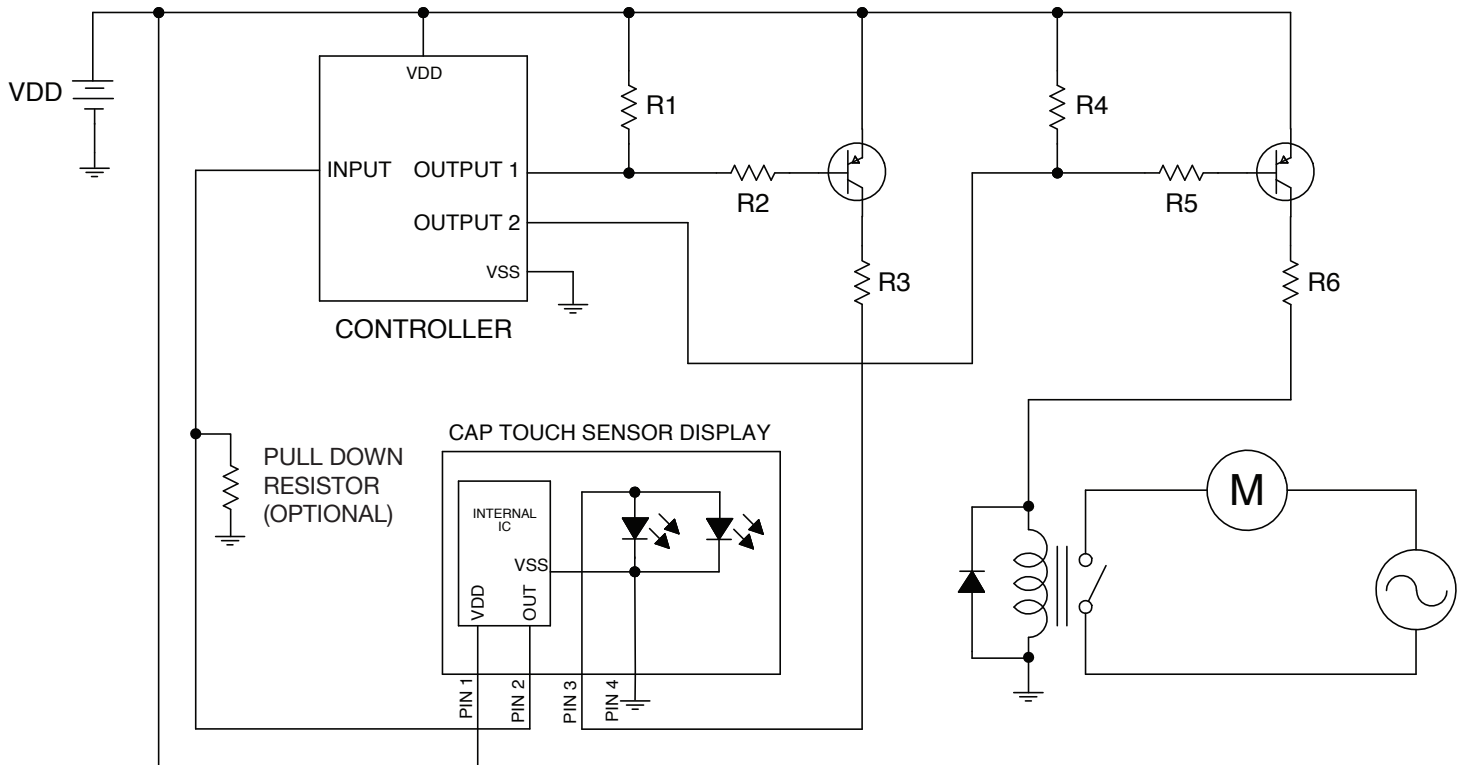 VDD
VDD
R1
R4
INPUT
OUTPUT 1
R2
R5
OUTPUT 2
VSS
R3
R6
CONTROLLER
CAP TOUCH SENSOR DISPLAY
PULL DOWN
RESISTOR
(OPTIONAL)
INTERNAL
IC
VSS
VDD
OUT
M
PIN 1
PIN 2
PIN 3
PIN 4